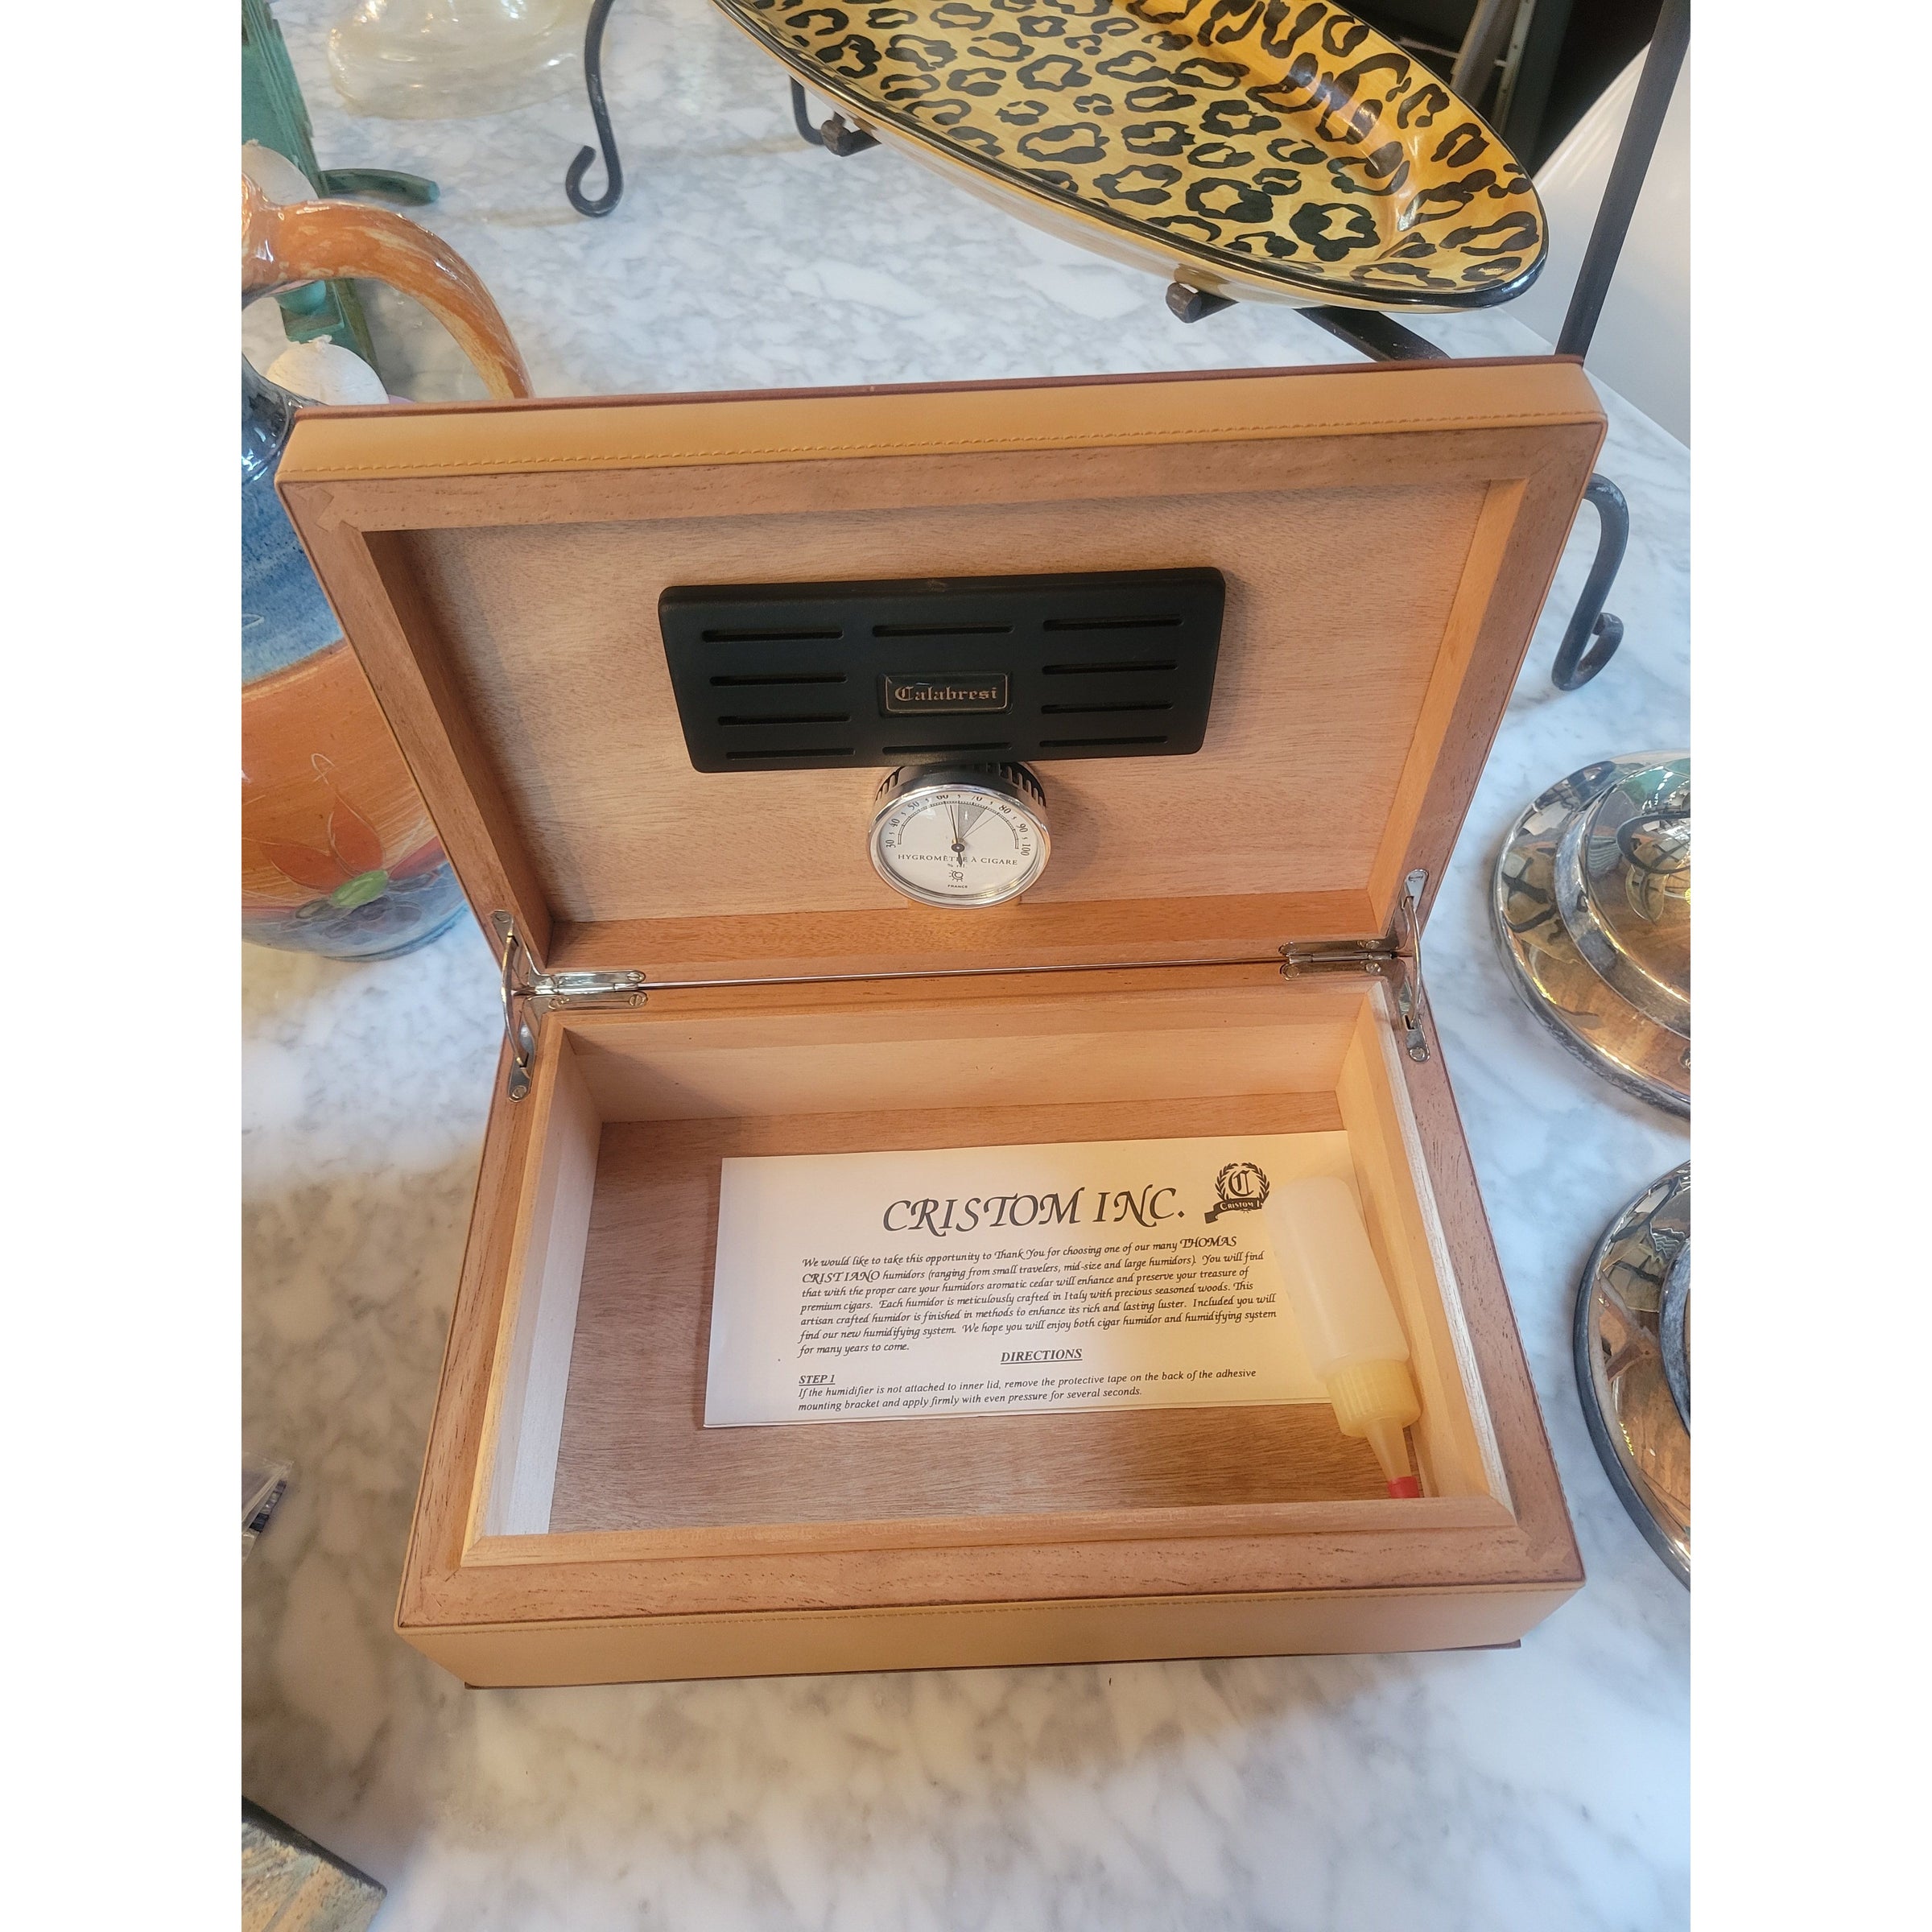 Calabresi
30 40 50 60 70 80 90 100
HYGROMÈTRE À CIGARE
FRANCE
CRISTOM INC.
C
CRISTOM I
We would like to take this opportunity to Thank You for choosing one of our many THOMAS
CRISTIANO humidors (ranging from small travelers, mid-size and large humidors). You will find
that with the proper care your humidors aromatic cedar will enhance and preserve your treasure of
premium cigars. Each humidor is meticulously crafted in Italy with precious seasoned woods. This
artisan crafted humidor is finished in methods to enhance its rich and lasting luster. Included you will
find our new humidifying system. We hope you will enjoy both cigar humidor and humidifying system
for many years to come.
DIRECTIONS
STEP 1
If the humidifier is not attached to inner lid, remove the protective tape on the back of the adhesive
mounting bracket and apply firmly with even pressure for several seconds.